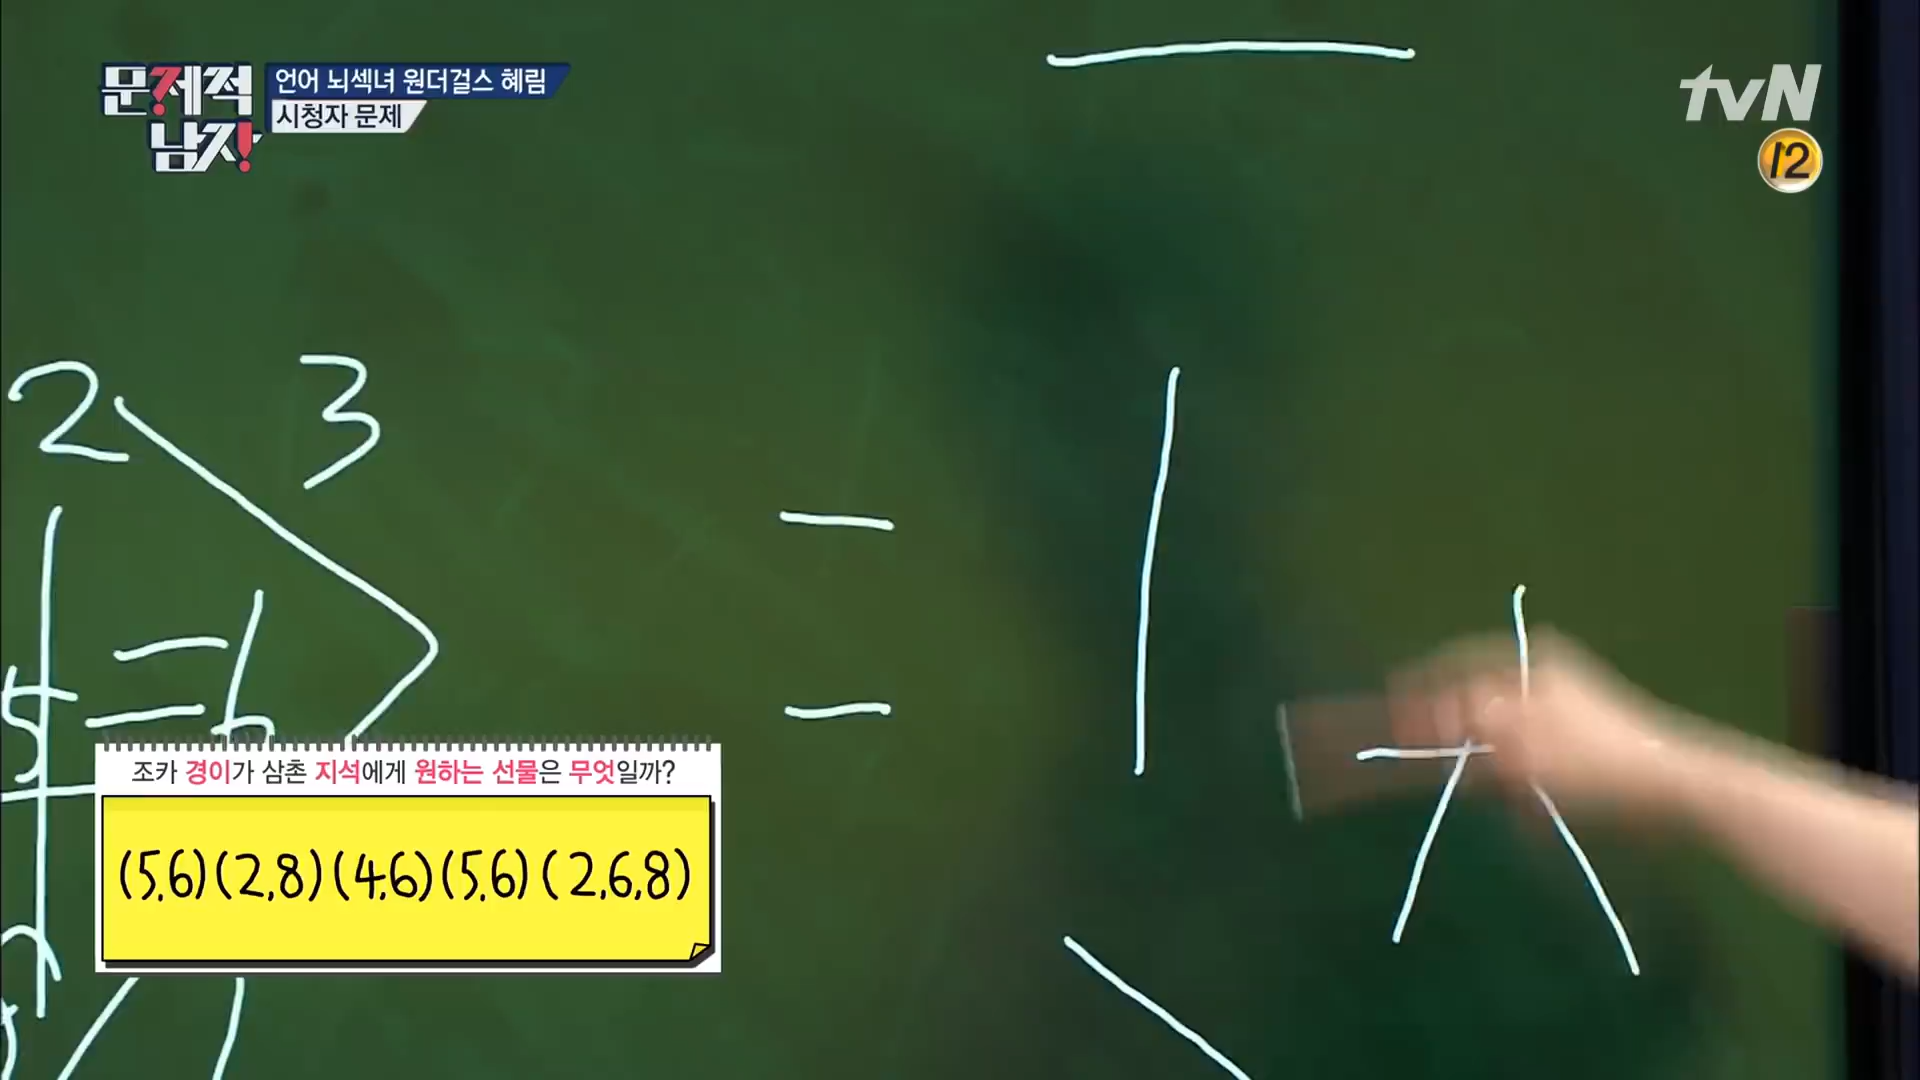 문제적
남자!
언어 뇌섹녀 원더걸스 혜림
시청자 문제
tvN
12
2 3
5 = 6
조카 경이가 삼촌 지석에게 원하는 선물은 무엇일까?
(5,6)(2,8)(4,6)(5,6)(2,6,8)